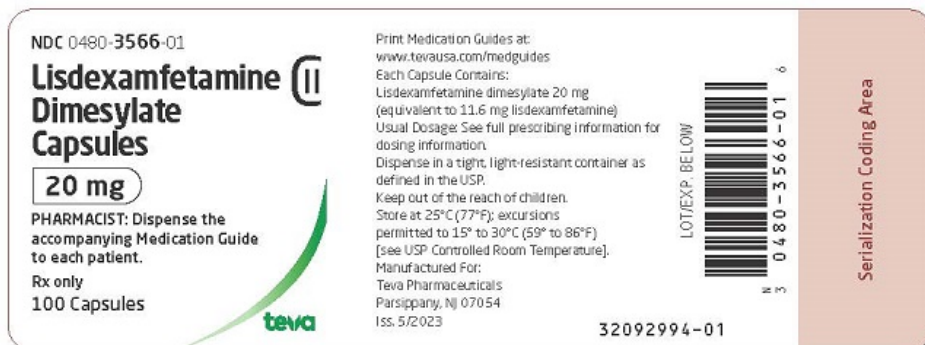 NDC 0480-3566-01
Lisdexamfetamine CII
Dimesylate
Capsules
20 mg
PHARMACIST: Dispense the
accompanying Medication Guide
to each patient.
Rx only
100 Capsules
teva
Print Medication Guides at:
www.tevausa.com/medguides
Each Capsule Contains:
Lisdexamfetamine dimesylate 20 mg
(equivalent to 11.6 mg lisdexamfetamine)
Usual Dosage: See full prescribing information for
dosing information.
Dispense in a tight, light-resistant container as
defined in the USP.
Keep out of the reach of children.
Store at 25°C (77°F); excursions
permitted to 15° to 30°C (59° to 86°F)
[see USP Controlled Room Temperature].
Manufactured For:
Teva Pharmaceuticals
Parsippany, NJ 07054
Iss. 5/2023
32092994-01
LOT/EXP. BELOW
N
3 0480-3566-01 6
Serialization Coding Area